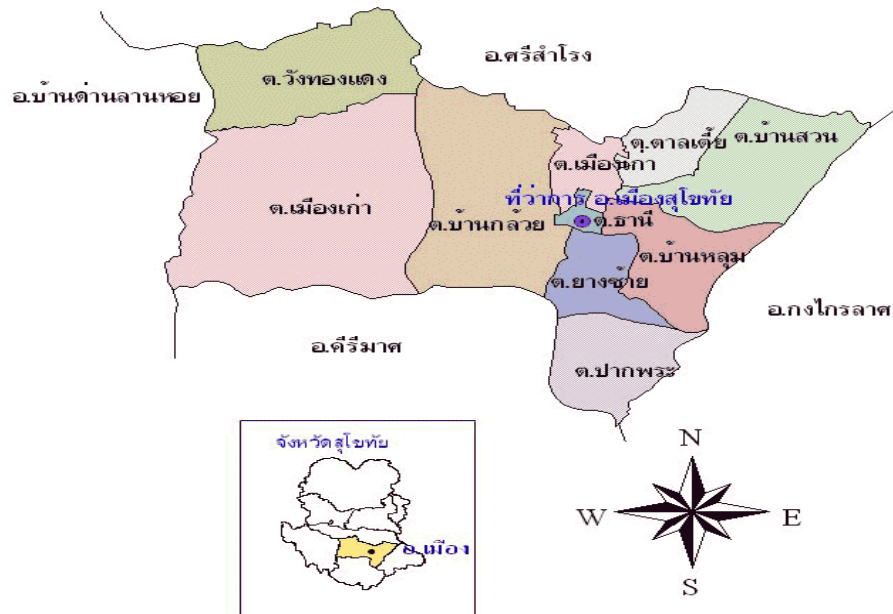 อ.ศรีสำโรง
ต.วังทองแดง
อ.บ้านด่านลานหอย
ต.ตาลเตี้ย
ต.บ้านสวน
ต.เมืองเก่า
ที่ว่าการ อ.เมืองสุโขทัย
ต.เมืองเก่า
ต.บ้านกล้วย
ต.ธานี
ต.บ้านหลุม
ต.ยางซ้าย
อ.กงไกรลาศ
อ.คีรีมาศ
ต.ปากพระ
จังหวัดสุโขทัย
อ.เมือง
N
W
E
S